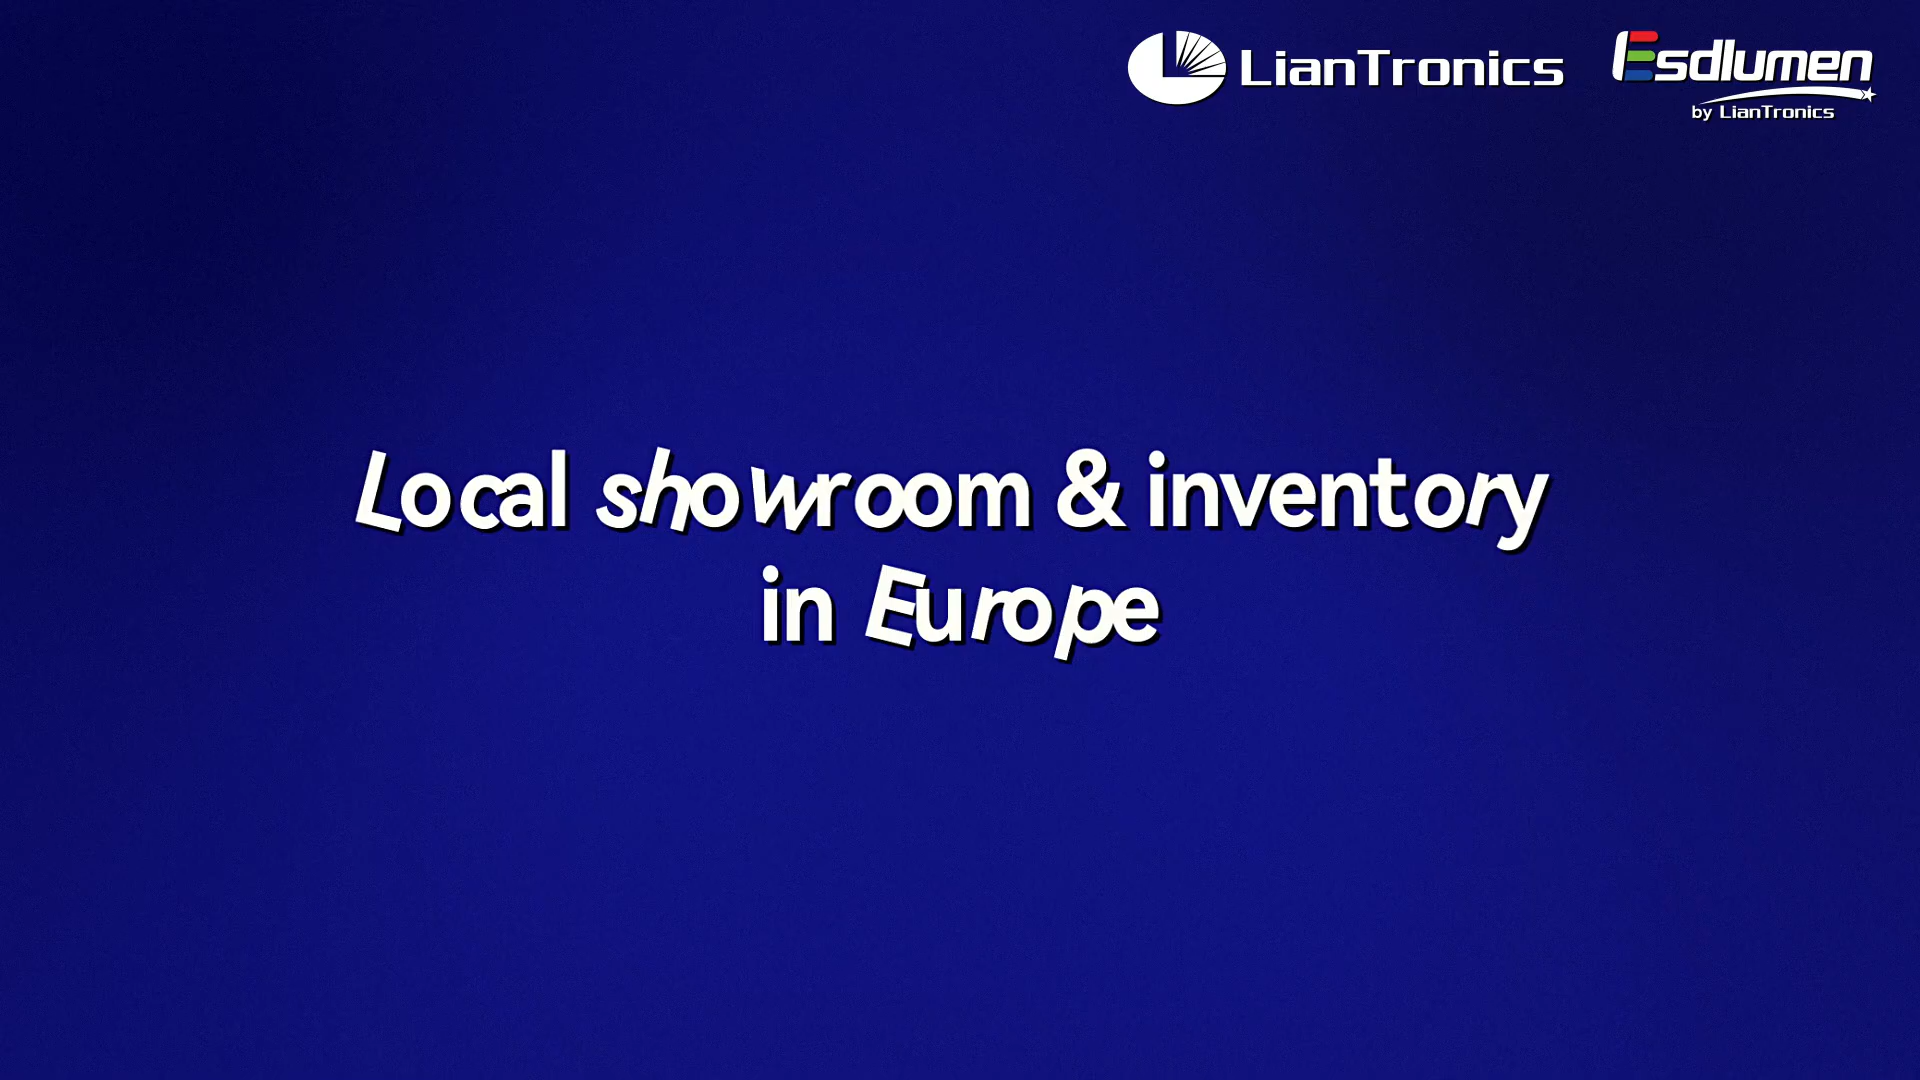 LianTronics
Esdlumen
by LianTronics
Local showroom & inventory
in Europe